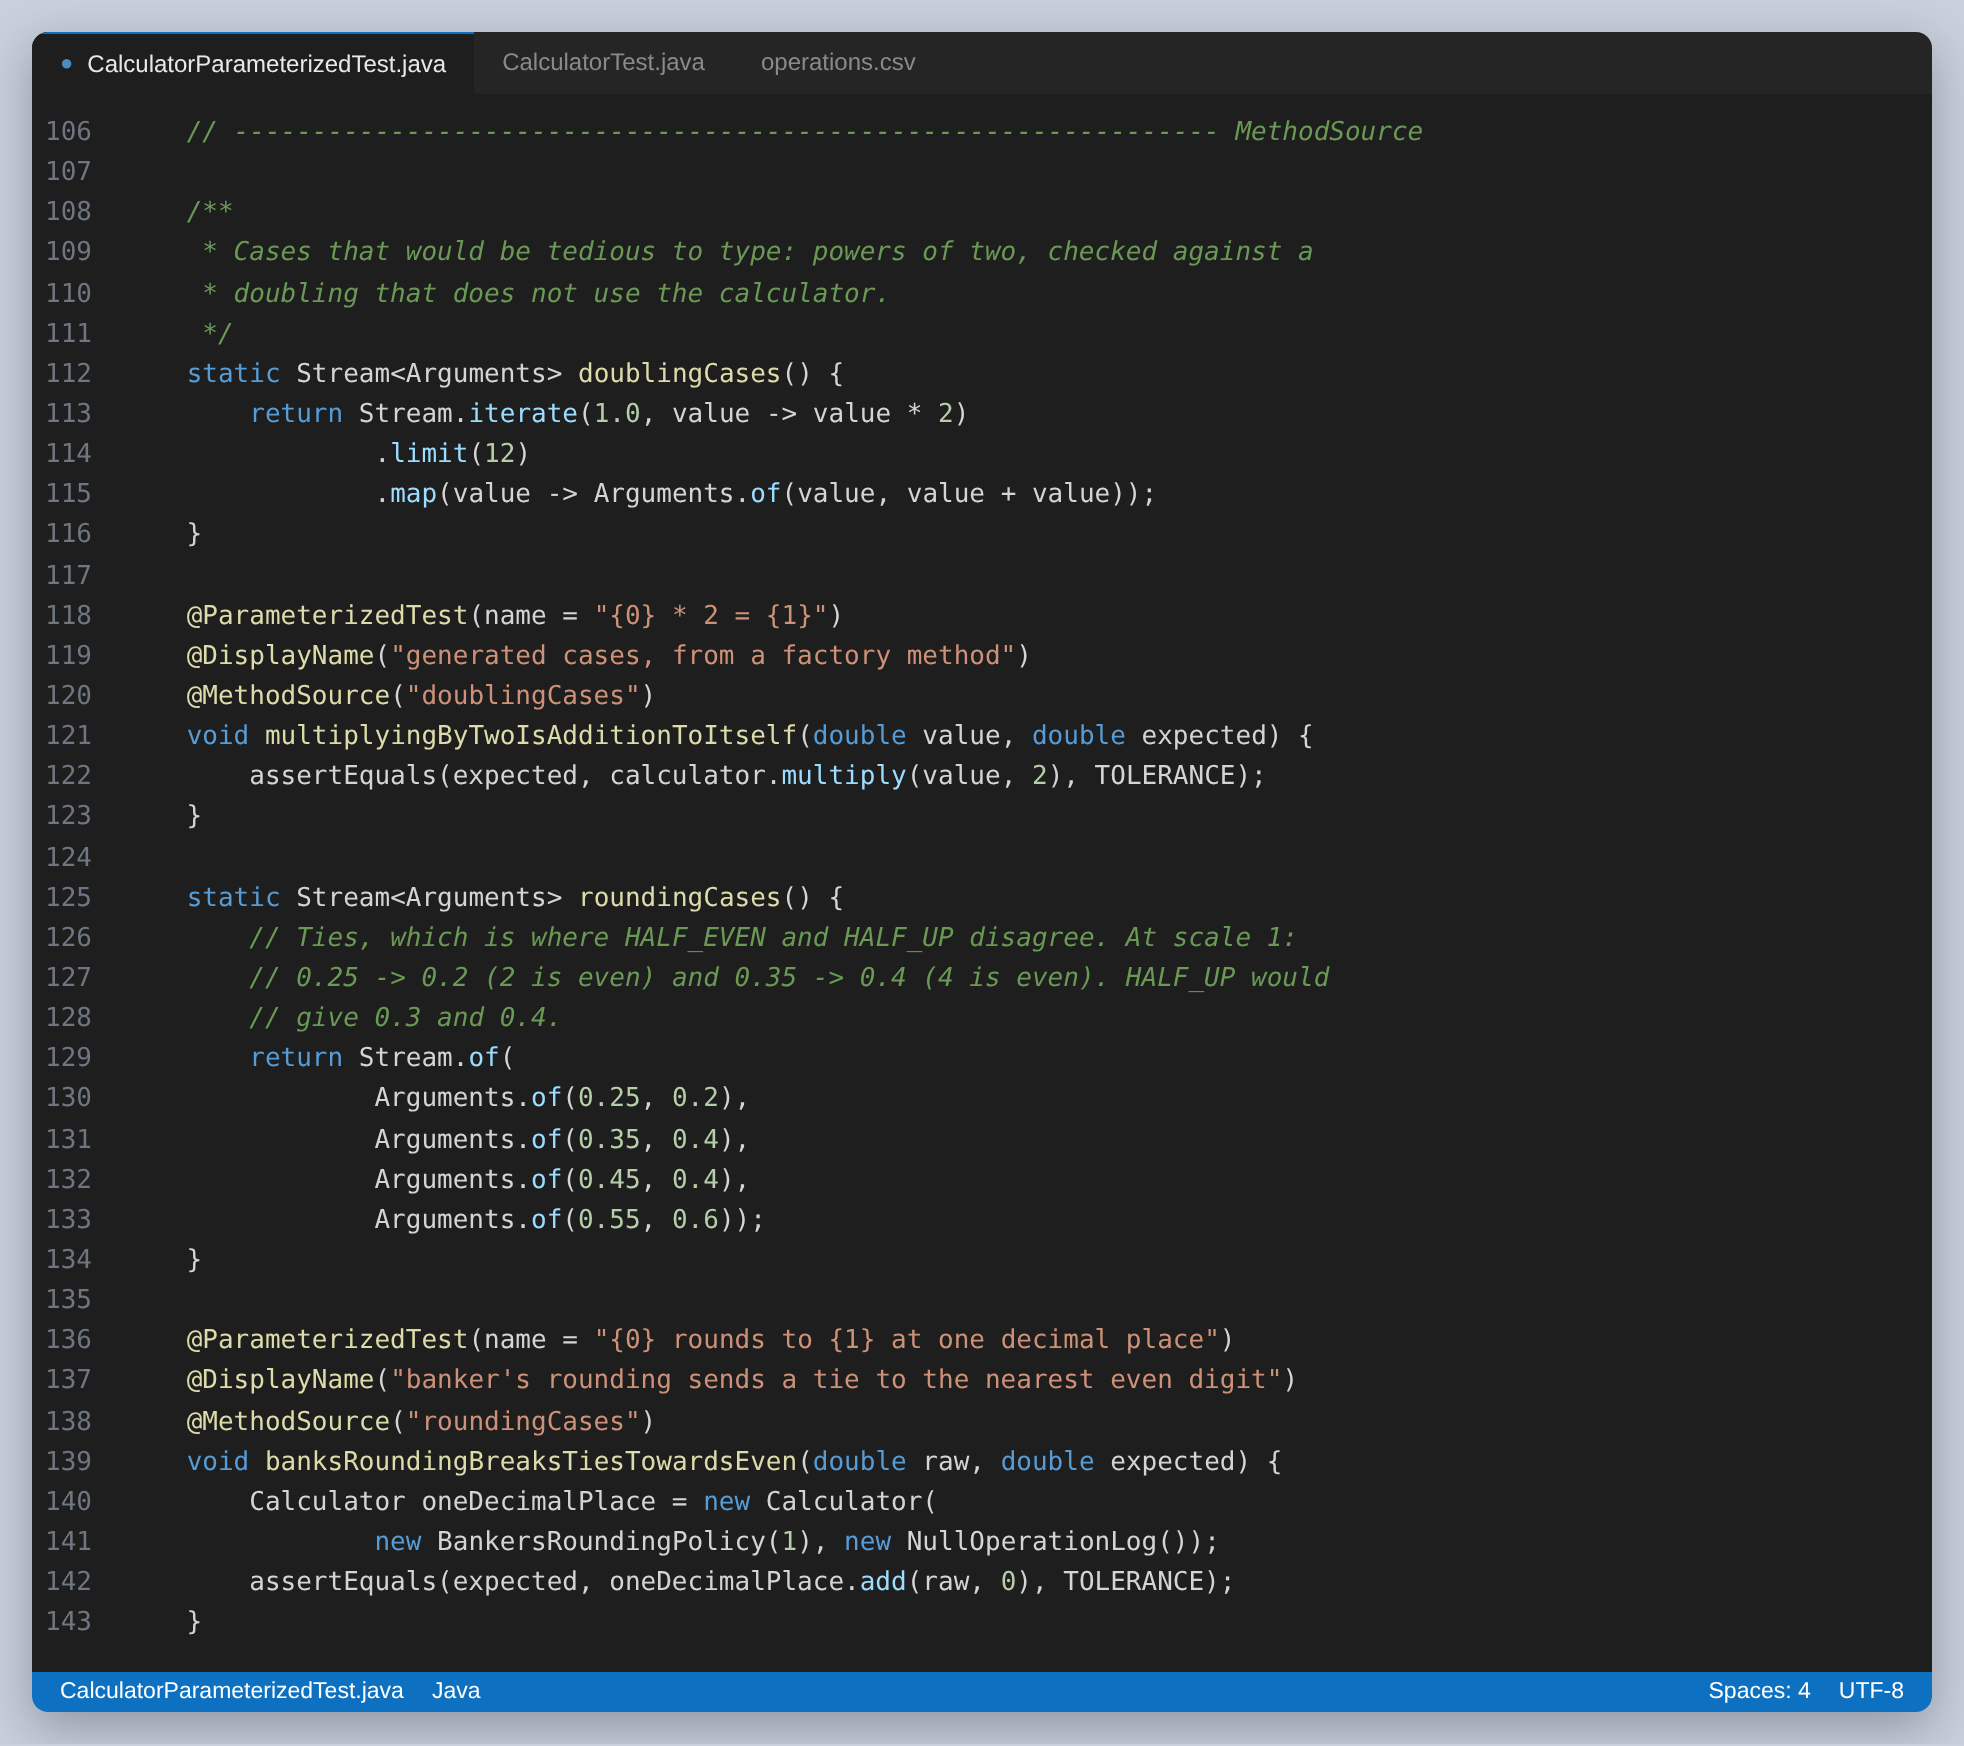 CalculatorParameterizedTest.java CalculatorTest.java operations.csv
106     // --------------------------------------------------------------- MethodSource
107
108     /**
109      * Cases that would be tedious to type: powers of two, checked against a
110      * doubling that does not use the calculator.
111      */
112     static Stream<Arguments> doublingCases() {
113         return Stream.iterate(1.0, value -> value * 2)
114                 .limit(12)
115                 .map(value -> Arguments.of(value, value + value));
116     }
117
118     @ParameterizedTest(name = "{0} * 2 = {1}")
119     @DisplayName("generated cases, from a factory method")
120     @MethodSource("doublingCases")
121     void multiplyingByTwoIsAdditionToItself(double value, double expected) {
122         assertEquals(expected, calculator.multiply(value, 2), TOLERANCE);
123     }
124
125     static Stream<Arguments> roundingCases() {
126         // Ties, which is where HALF_EVEN and HALF_UP disagree. At scale 1:
127         // 0.25 -> 0.2 (2 is even) and 0.35 -> 0.4 (4 is even). HALF_UP would
128         // give 0.3 and 0.4.
129         return Stream.of(
130                 Arguments.of(0.25, 0.2),
131                 Arguments.of(0.35, 0.4),
132                 Arguments.of(0.45, 0.4),
133                 Arguments.of(0.55, 0.6));
134     }
135
136     @ParameterizedTest(name = "{0} rounds to {1} at one decimal place")
137     @DisplayName("banker's rounding sends a tie to the nearest even digit")
138     @MethodSource("roundingCases")
139     void banksRoundingBreaksTiesTowardsEven(double raw, double expected) {
140         Calculator oneDecimalPlace = new Calculator(
141                 new BankersRoundingPolicy(1), new NullOperationLog());
142         assertEquals(expected, oneDecimalPlace.add(raw, 0), TOLERANCE);
143     }
CalculatorParameterizedTest.java Java Spaces: 4 UTF-8